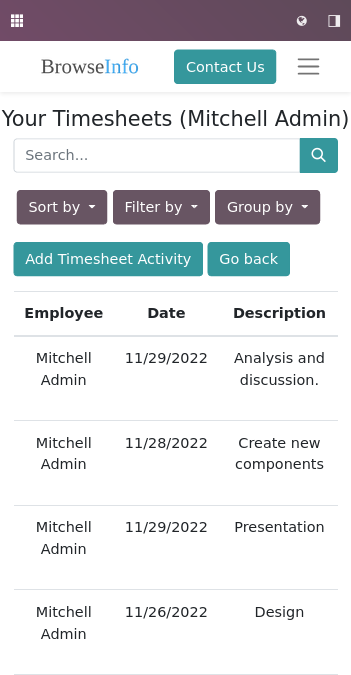 BrowseInfo
Contact Us
Your Timesheets (Mitchell Admin)
Search...
Sort by
Filter by
Group by
Add Timesheet Activity
Go back
Employee Date Description
Mitchell Admin 11/29/2022 Analysis and discussion.
Mitchell Admin 11/28/2022 Create new components
Mitchell Admin 11/29/2022 Presentation
Mitchell Admin 11/26/2022 Design